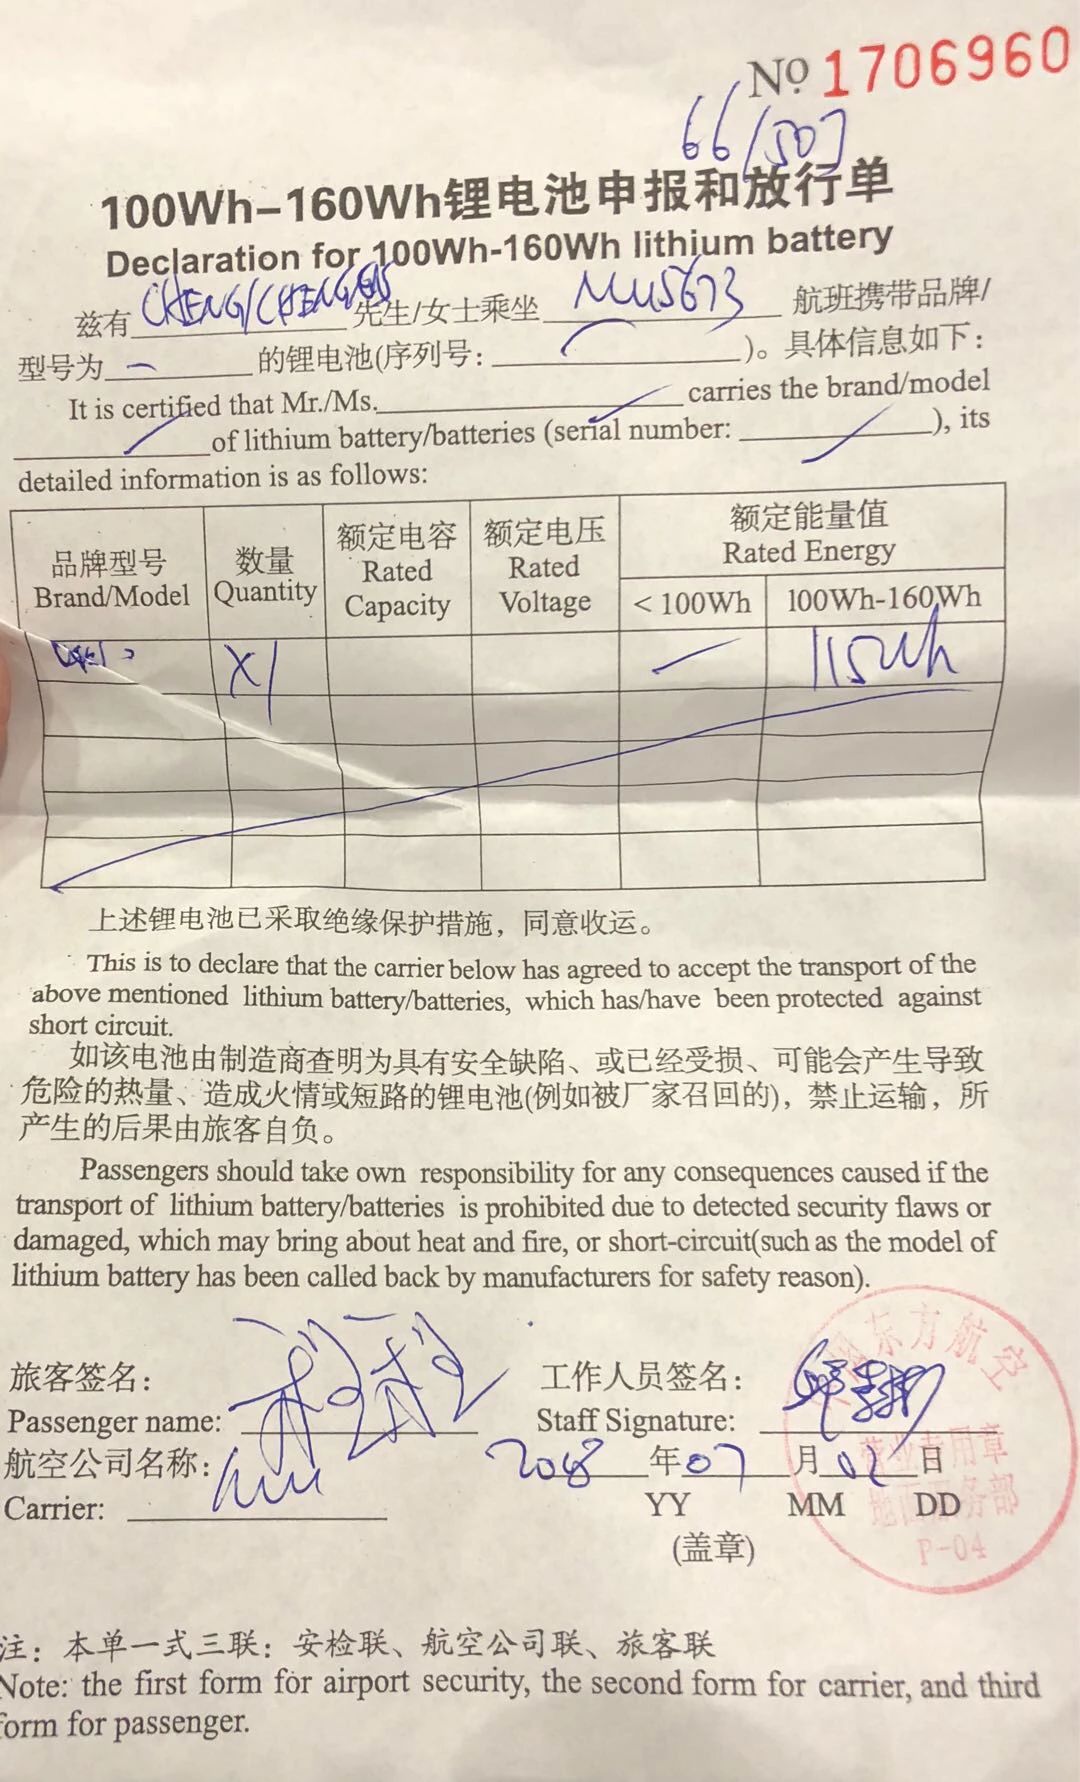 Nº 1706960
66/507
100Wh-160Wh锂电池申报和放行单
Declaration for 100Wh-160Wh lithium battery
兹有 CHENG/CHENGEN 先生/女士乘坐 MU5673 航班携带品牌/
型号为 的锂电池(序列号: )。具体信息如下:
It is certified that Mr./Ms. carries the brand/model
of lithium battery/batteries (serial number: ), its
detailed information is as follows:
品牌型号 数量 额定电容 额定电压 额定能量值
Brand/Model Quantity Rated Capacity Rated Voltage Rated Energy
< 100Wh 100Wh-160Wh
X1 115Wh
上述锂电池已采取绝缘保护措施，同意收运。
This is to declare that the carrier below has agreed to accept the transport of the
above mentioned lithium battery/batteries, which has/have been protected against
short circuit.
如该电池由制造商查明为具有安全缺陷、或已经受损、可能会产生导致
危险的热量、造成火情或短路的锂电池(例如被厂家召回的)，禁止运输，所
产生的后果由旅客自负。
Passengers should take own responsibility for any consequences caused if the
transport of lithium battery/batteries is prohibited due to detected security flaws or
damaged, which may bring about heat and fire, or short-circuit(such as the model of
lithium battery has been called back by manufacturers for safety reason).
旅客签名: 工作人员签名:
Passenger name: Staff Signature:
航空公司名称: MU 2018 年 07 月 02 日
Carrier: YY MM DD
(盖章)
中国东方航空
营业专用章
地面服务部
P-04
注: 本单一式三联: 安检联、航空公司联、旅客联
Note: the first form for airport security, the second form for carrier, and third
form for passenger.